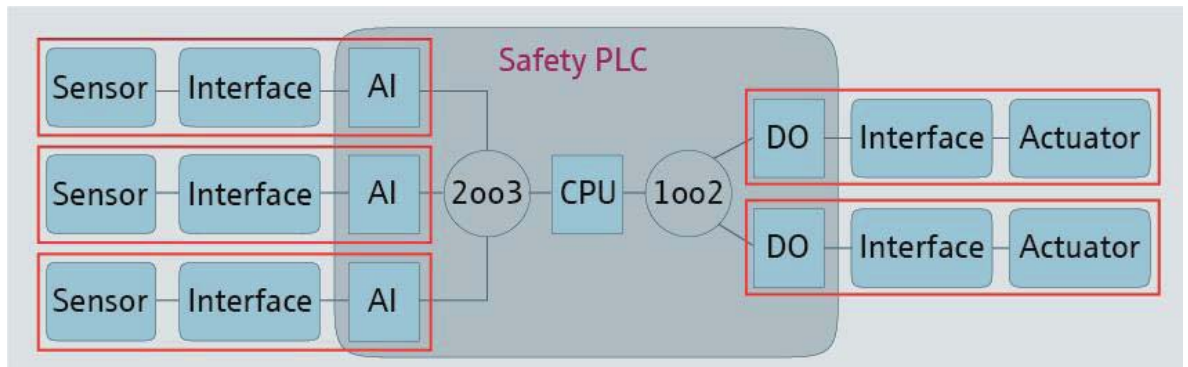 Safety PLC
Sensor Interface AI
Sensor Interface AI
Sensor Interface AI
2oo3 CPU 1oo2
DO Interface Actuator
DO Interface Actuator